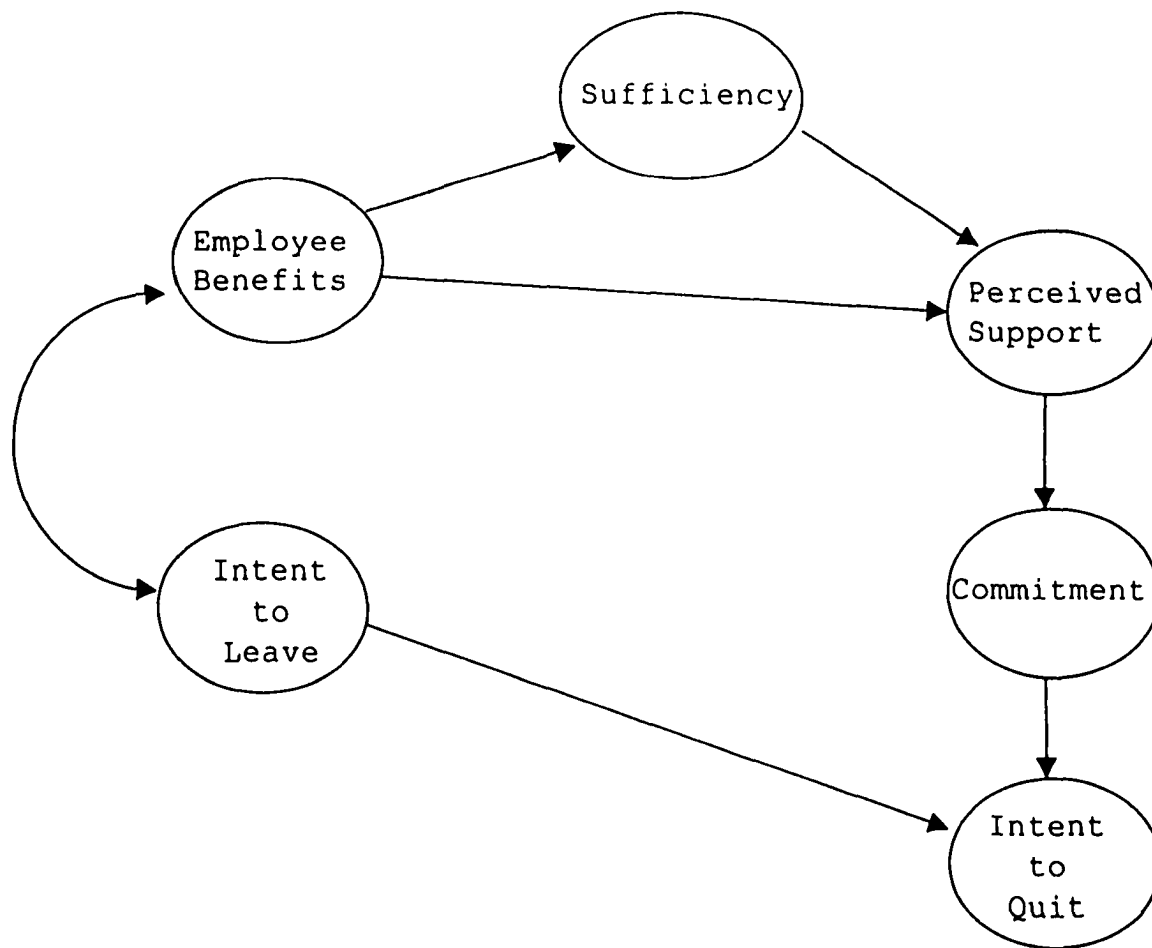 Sufficiency
Employee
Benefits
Perceived
Support
Intent
to
Leave
Commitment
Intent
to
Quit